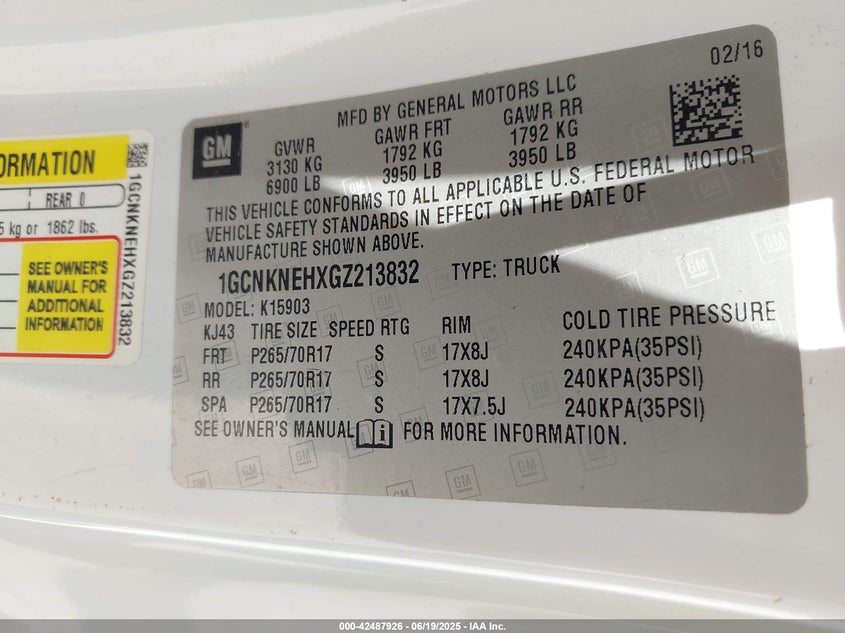 ORMATION
REAR 0
5 kg or 1862 lbs.
SEE OWNER'S
MANUAL FOR
ADDITIONAL
INFORMATION
1GCNKNEHXGZ213832
GM
02/16
MFD BY GENERAL MOTORS LLC
GVWR GAWR FRT GAWR RR
3130 KG 1792 KG 1792 KG
6900 LB 3950 LB 3950 LB
THIS VEHICLE CONFORMS TO ALL APPLICABLE U.S. FEDERAL MOTOR
VEHICLE SAFETY STANDARDS IN EFFECT ON THE DATE OF
MANUFACTURE SHOWN ABOVE.
1GCNKNEHXGZ213832 TYPE: TRUCK
MODEL: K15903
KJ43 TIRE SIZE SPEED RTG RIM COLD TIRE PRESSURE
FRT P265/70R17 S 17X8J 240KPA(35PSI)
RR P265/70R17 S 17X8J 240KPA(35PSI)
SPA P265/70R17 S 17X7.5J 240KPA(35PSI)
SEE OWNER'S MANUAL i FOR MORE INFORMATION.
000-42487926 - 06/19/2025 - IAA Inc.